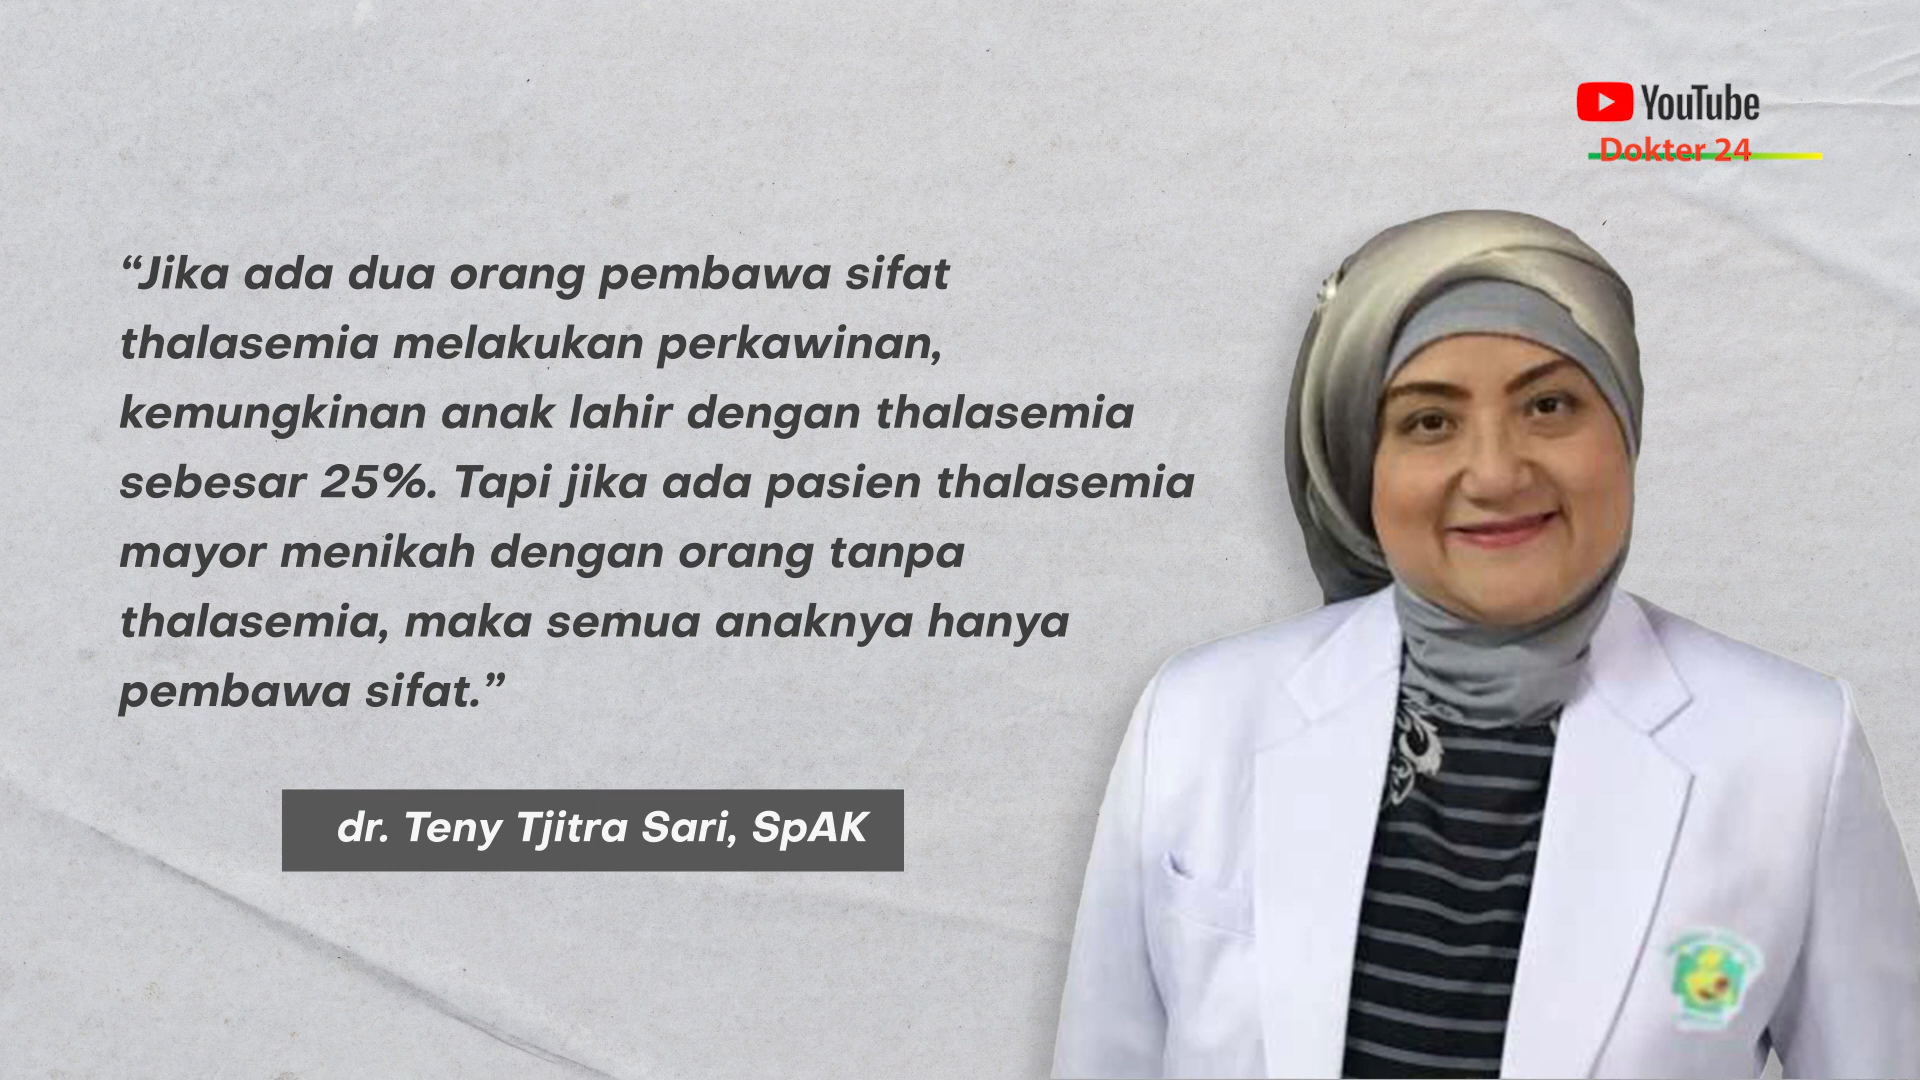 YouTube
Dokter 24
“Jika ada dua orang pembawa sifat
thalasemia melakukan perkawinan,
kemungkinan anak lahir dengan thalasemia
sebesar 25%. Tapi jika ada pasien thalasemia
mayor menikah dengan orang tanpa
thalasemia, maka semua anaknya hanya
pembawa sifat.”
dr. Teny Tjitra Sari, SpAK